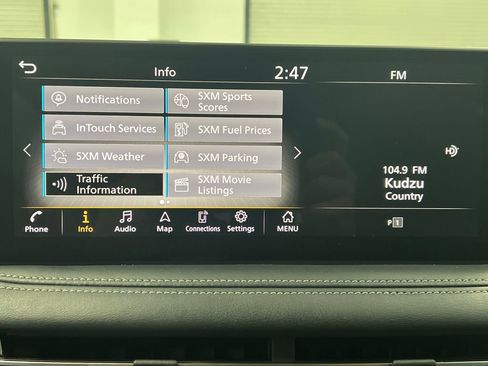 Info
2:47
FM
Notifications
SXM Sports
Scores
InTouch Services
SXM Fuel Prices
SXM Weather
SXM Parking
Traffic
Information
SXM Movie
Listings
HD
104.9 FM
Kudzu
Country
P 1
Phone
Info
Audio
Map
Connections
Settings
MENU